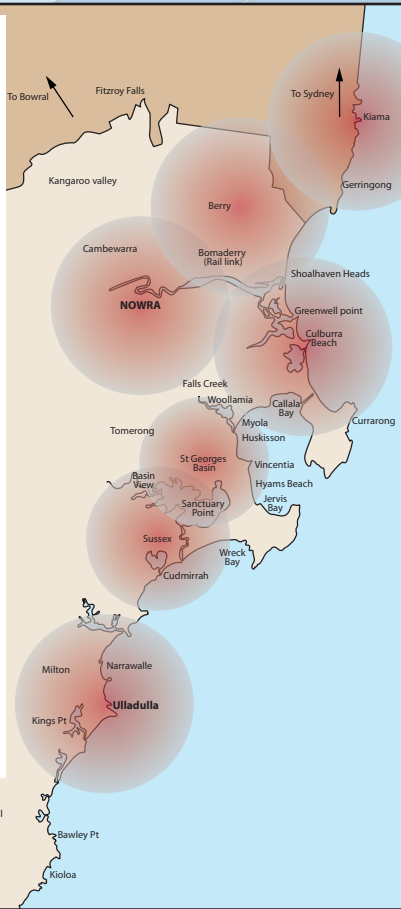 Fitzroy Falls
To Bowral
To Sydney
Kiama
Kangaroo valley
Gerringong
Berry
Cambewarra
Bomaderry
(Rail link)
Shoalhaven Heads
NOWRA
Greenwell point
Culburra
Beach
Falls Creek
Woollamia
Callala
Bay
Currarong
Myola
Tomerong
Huskisson
St Georges
Basin
Vincentia
Basin
View
Hyams Beach
Sanctuary
Point
Jervis
Bay
Sussex
Wreck
Bay
Cudmirrah
Milton
Narrawalle
Ulladulla
Kings Pt
Bawley Pt
Kioloa